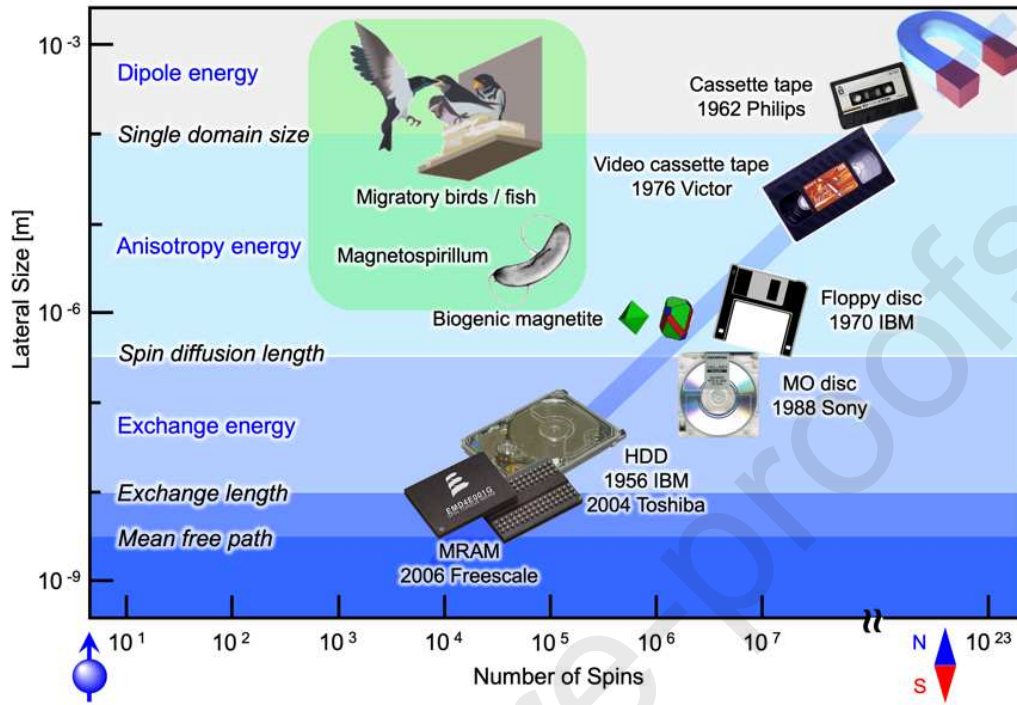 10⁻³
Dipole energy
Single domain size
Anisotropy energy
10⁻⁶
Spin diffusion length
Exchange energy
Exchange length
Mean free path
10⁻⁹
Lateral Size [m]
Migratory birds / fish
Magnetospirillum
Biogenic magnetite
Cassette tape
1962 Philips
Video cassette tape
1976 Victor
Floppy disc
1970 IBM
MO disc
1988 Sony
HDD
1956 IBM
2004 Toshiba
EMD4E001G
MRAM
2006 Freescale
10¹ 10² 10³ 10⁴ 10⁵ 10⁶ 10⁷ 10²³
Number of Spins
N
S
re-proofs